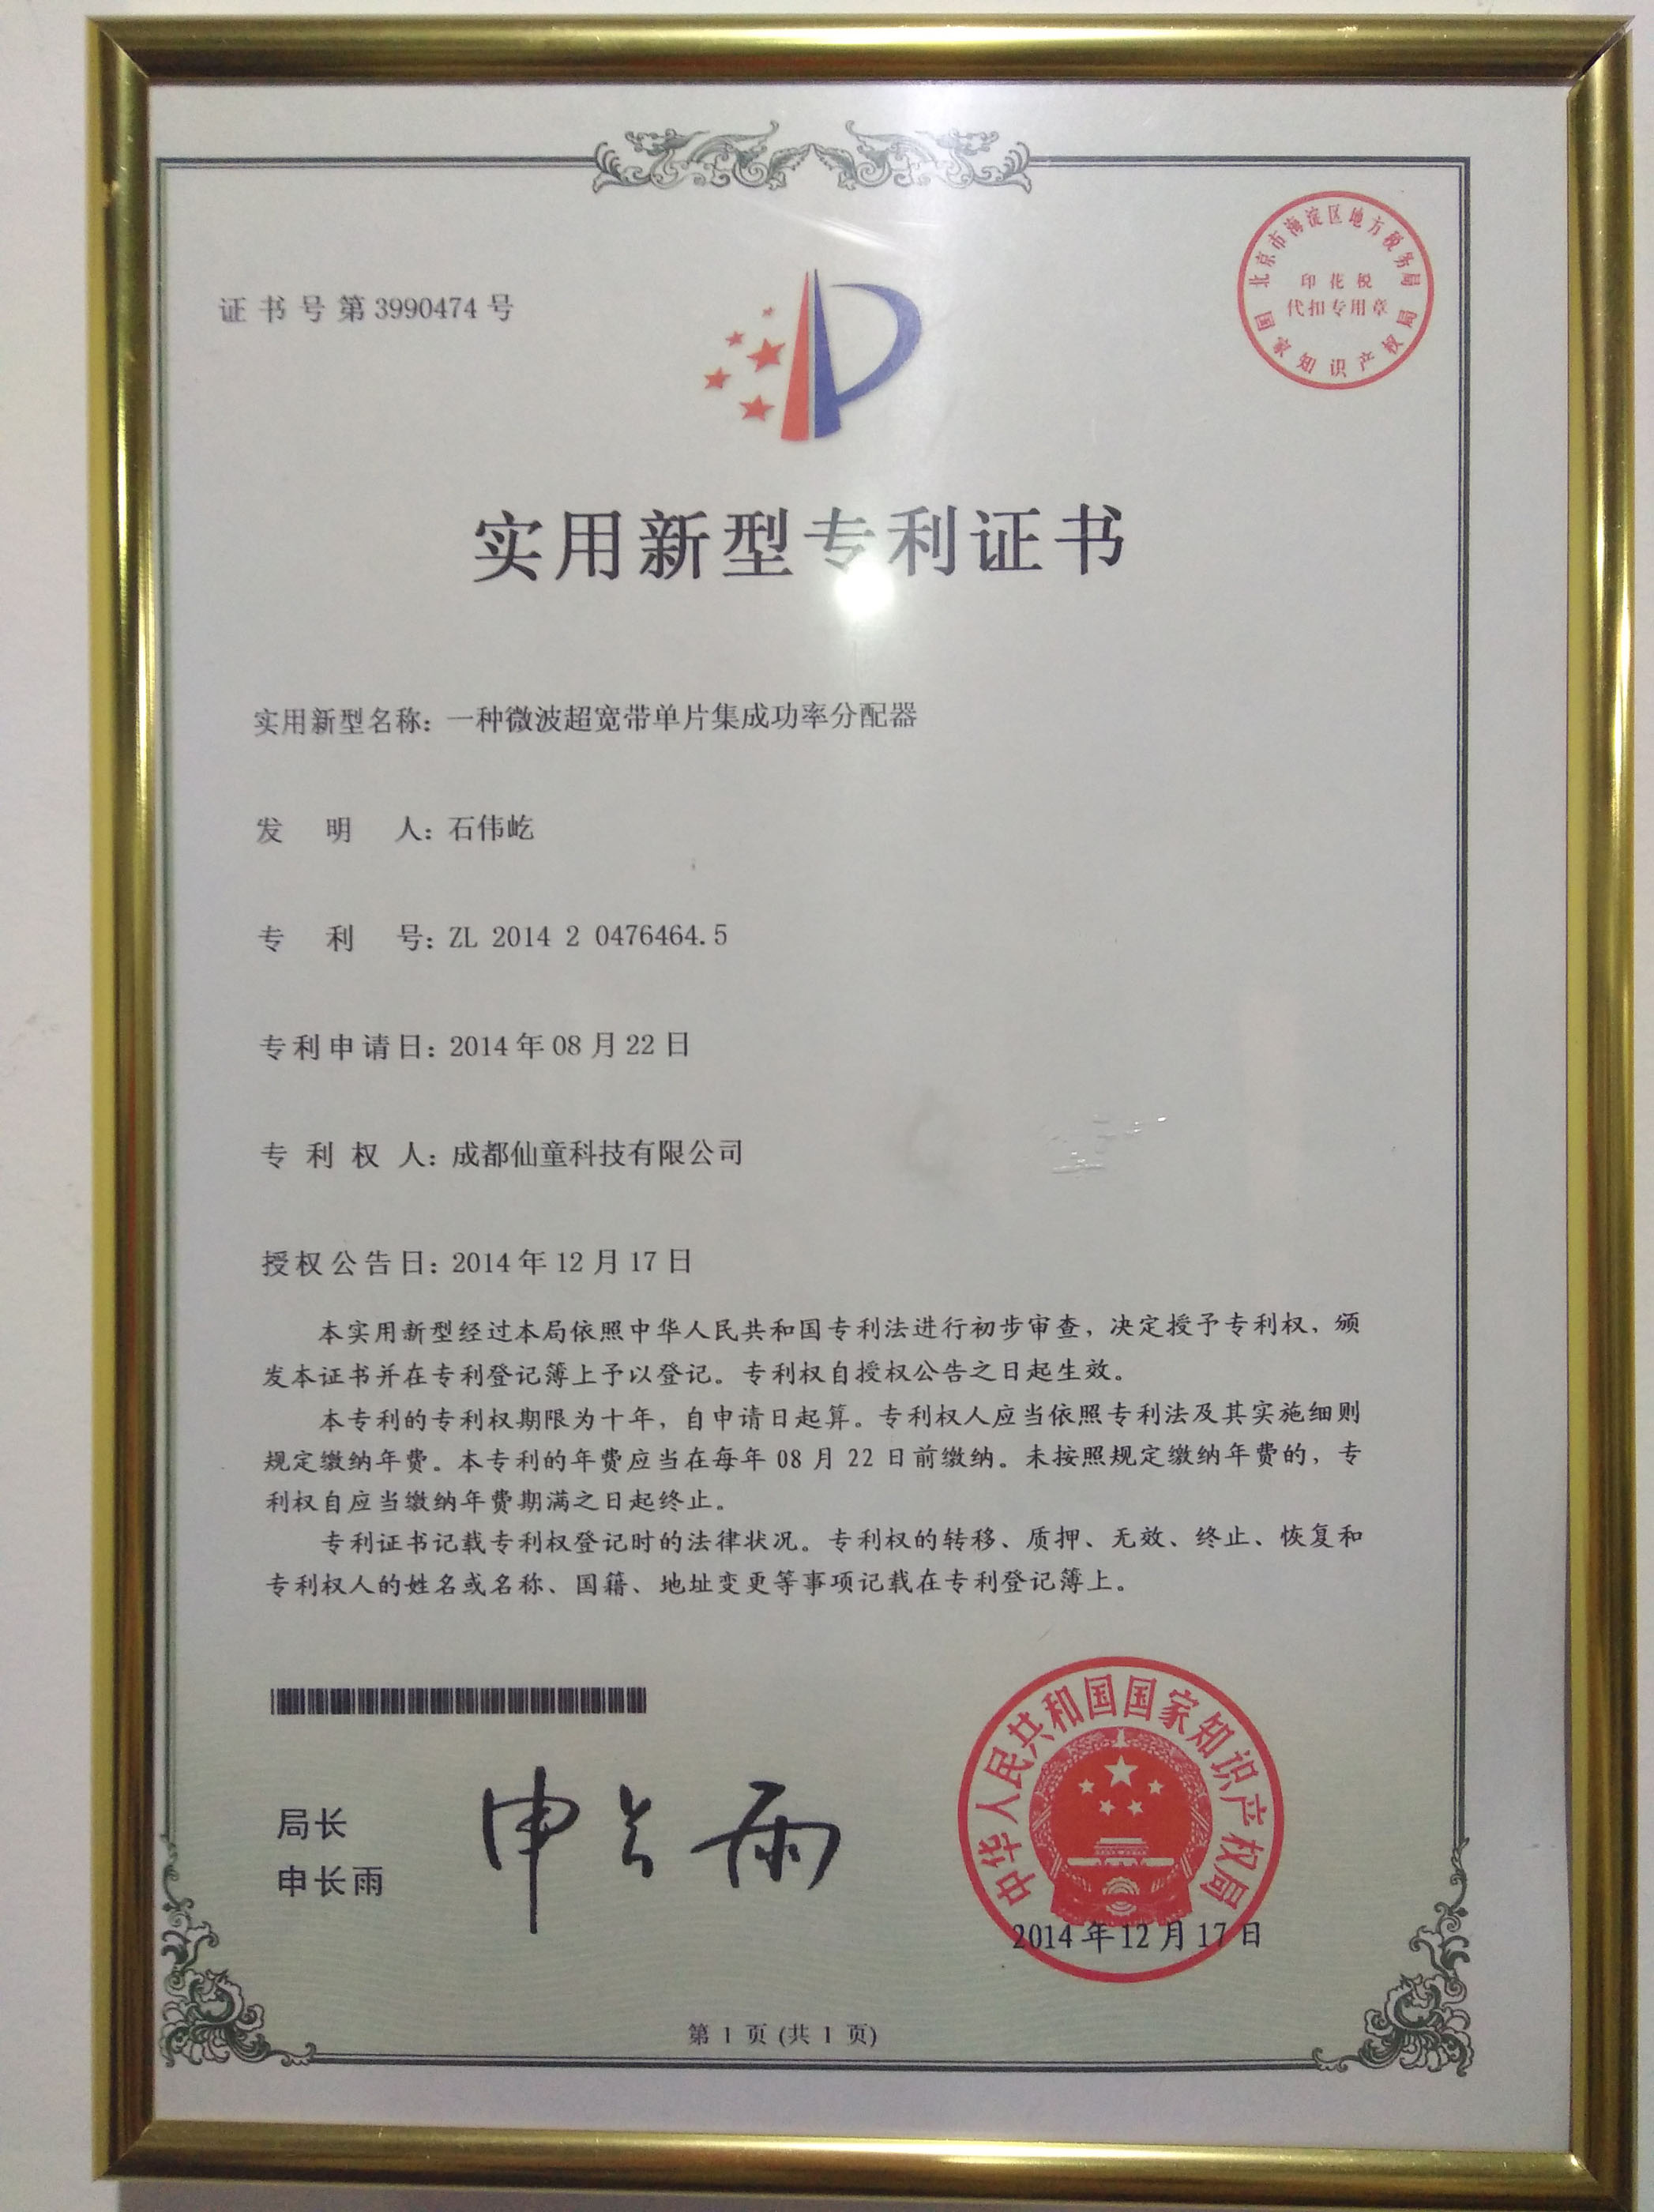 证书号第3990474号
北京市海淀区地方税务局
印花税
代扣专用章
国家知识产权局
实用新型专利证书
实用新型名称：一种微波超宽带单片集成功率分配器
发明人：石伟屹
专利号：ZL 2014 2 0476464.5
专利申请日：2014年08月22日
专利权人：成都仙童科技有限公司
授权公告日：2014年12月17日
本实用新型经过本局依照中华人民共和国专利法进行初步审查，决定授予专利权，颁
发本证书并在专利登记簿上予以登记。专利权自授权公告之日起生效。
本专利的专利权期限为十年，自申请日起算。专利权人应当依照专利法及其实施细则
规定缴纳年费。本专利的年费应当在每年08月22日前缴纳。未按照规定缴纳年费的，专
利权自应当缴纳年费期满之日起终止。
专利证书记载专利权登记时的法律状况。专利权的转移、质押、无效、终止、恢复和
专利权人的姓名或名称、国籍、地址变更等事项记载在专利登记簿上。
局长
申长雨
申长雨
中华人民共和国国家知识产权局
2014年12月17日
第1页(共1页)